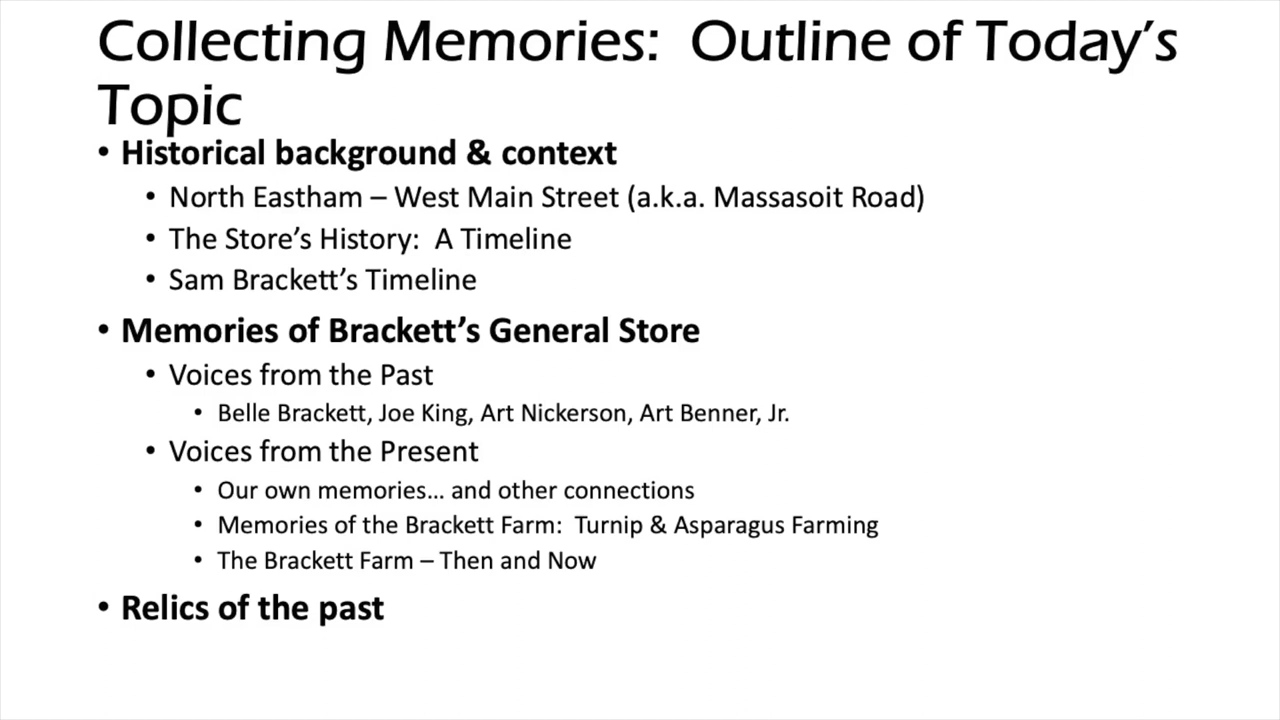 Collecting Memories:  Outline of Today’s
Topic
• Historical background & context
• North Eastham – West Main Street (a.k.a. Massasoit Road)
• The Store’s History:  A Timeline
• Sam Brackett’s Timeline
• Memories of Brackett’s General Store
• Voices from the Past
• Belle Brackett, Joe King, Art Nickerson, Art Benner, Jr.
• Voices from the Present
• Our own memories… and other connections
• Memories of the Brackett Farm:  Turnip & Asparagus Farming
• The Brackett Farm – Then and Now
• Relics of the past